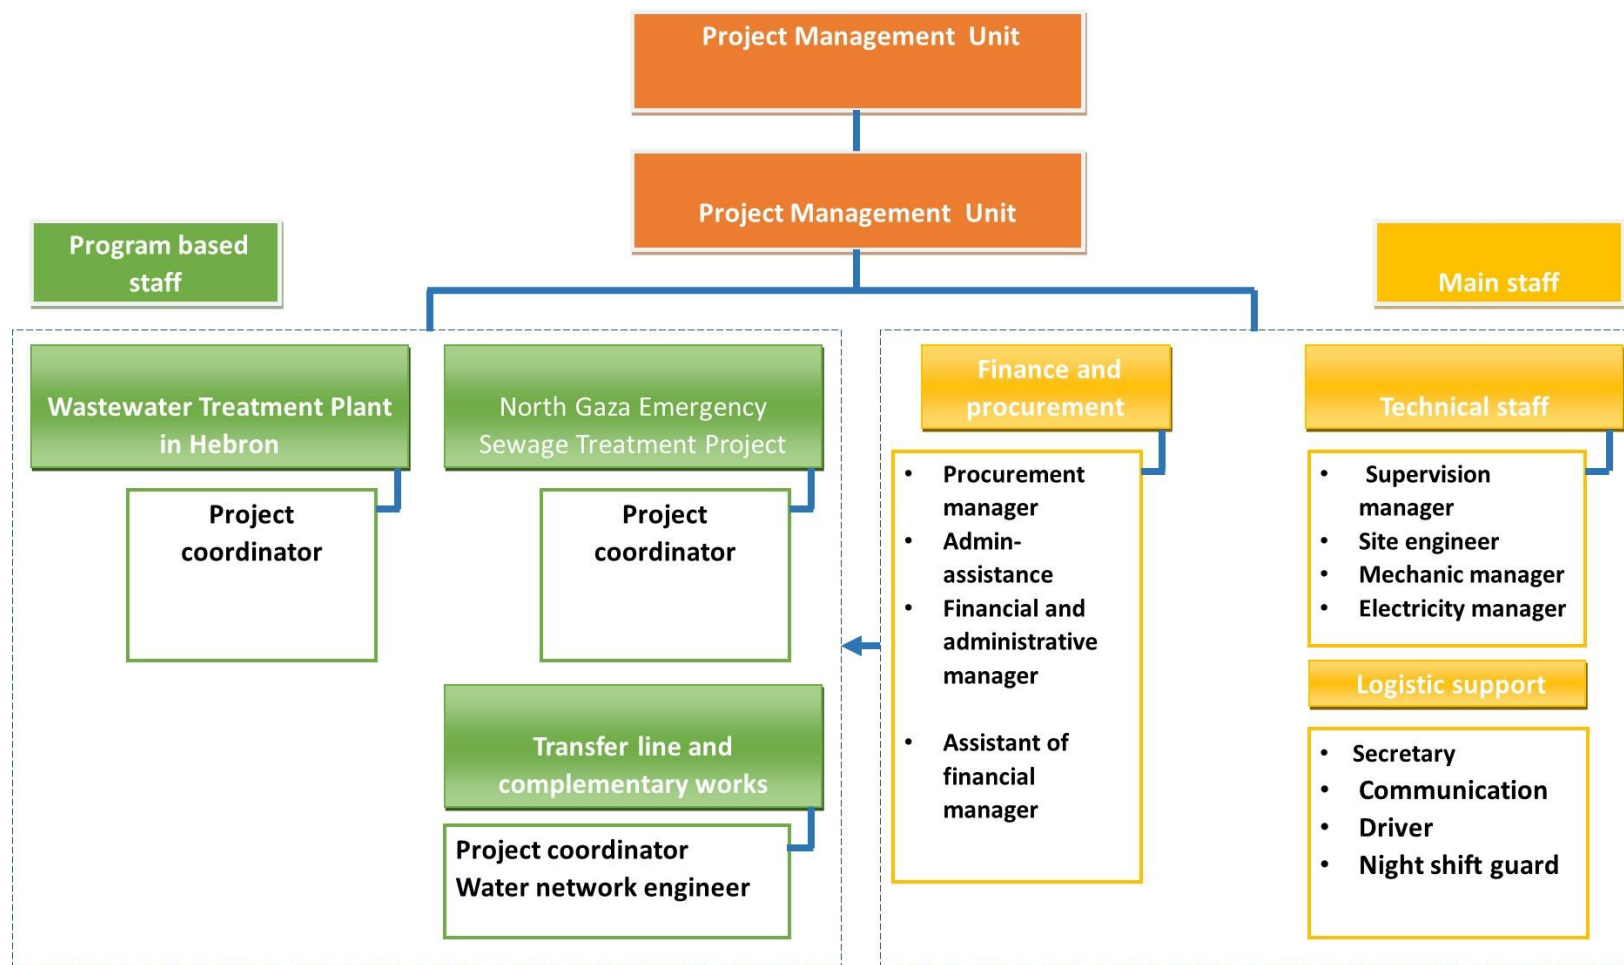 Project Management Unit
Project Management Unit
Program based
staff
Main staff
Wastewater Treatment Plant
in Hebron
Project
coordinator
North Gaza Emergency
Sewage Treatment Project
Project
coordinator
Transfer line and
complementary works
Project coordinator
Water network engineer
Finance and
procurement
• Procurement
manager
• Admin-
assistance
• Financial and
administrative
manager
• Assistant of
financial
manager
Technical staff
• Supervision
manager
• Site engineer
• Mechanic manager
• Electricity manager
Logistic support
• Secretary
• Communication
• Driver
• Night shift guard